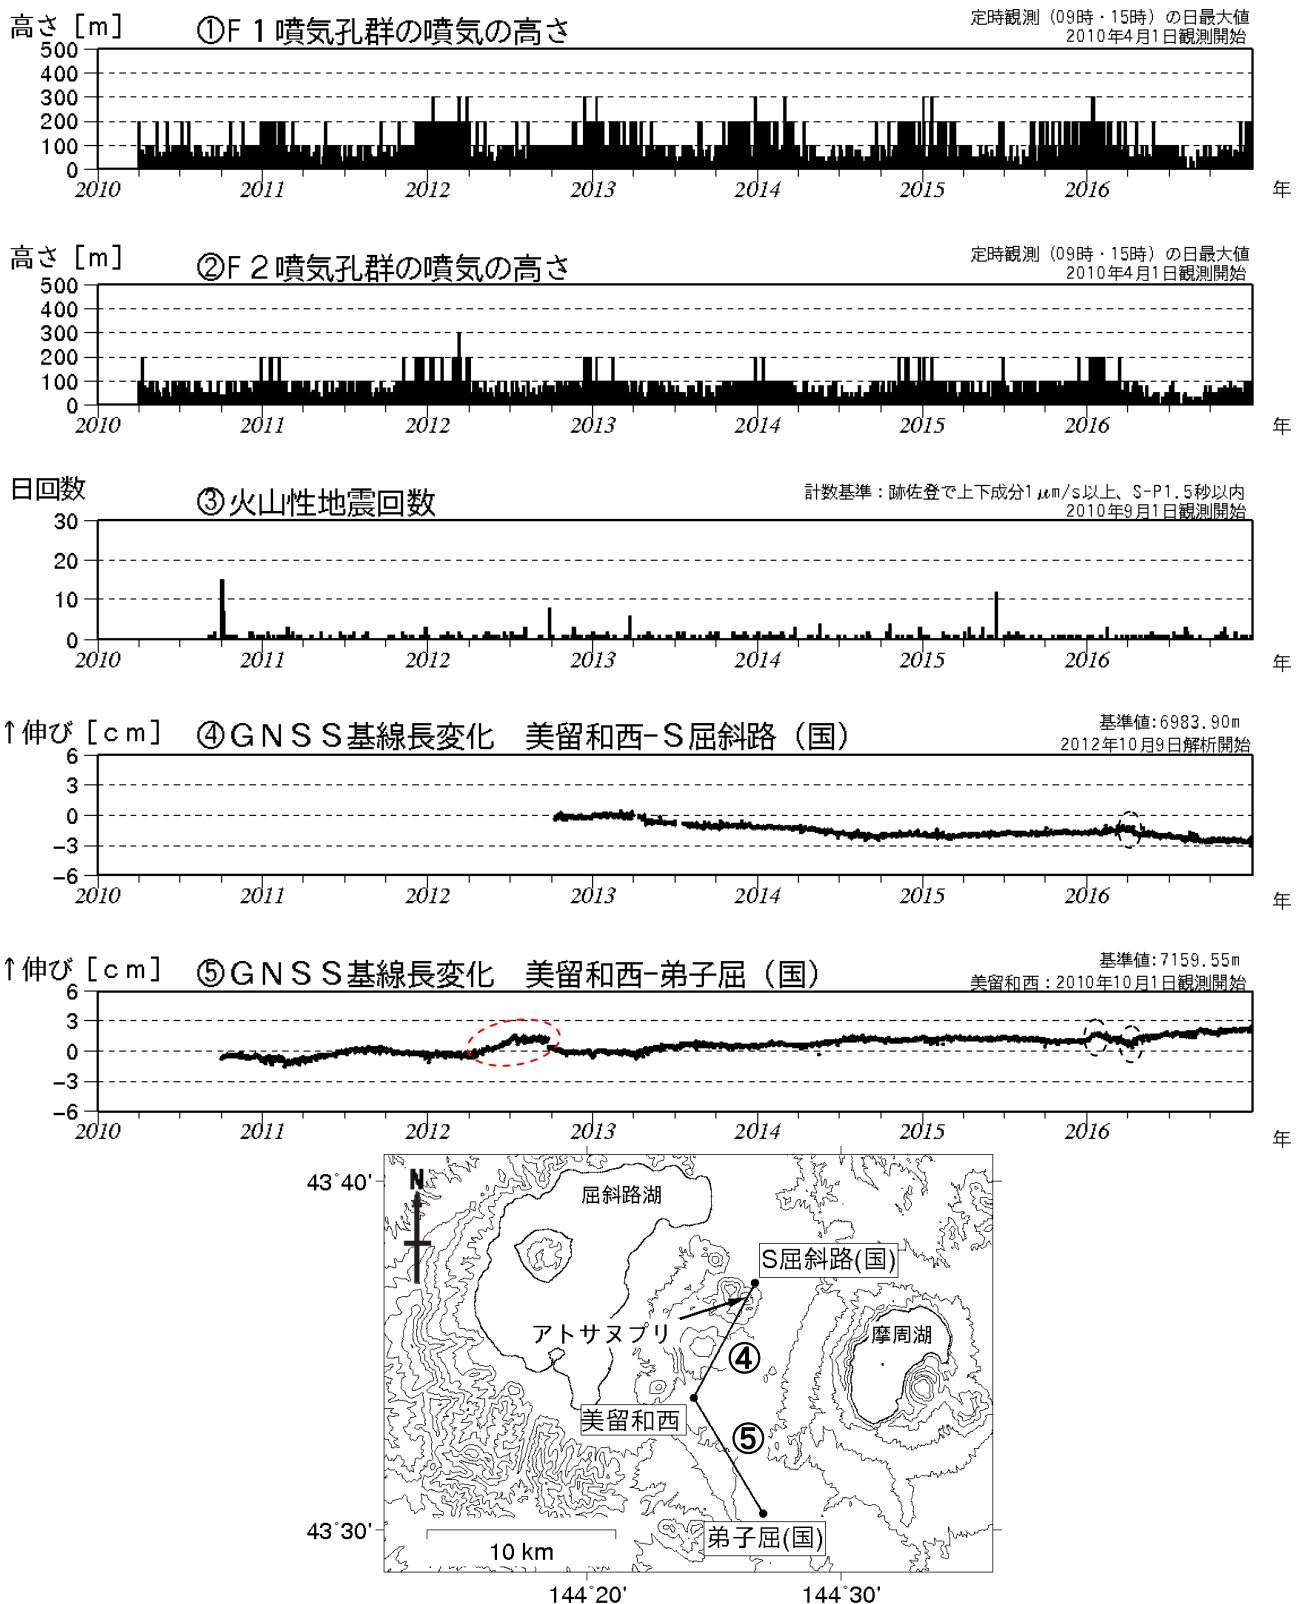 高さ［m］
①F１噴気孔群の噴気の高さ
定時観測（09時・15時）の日最大値
2010年4月1日観測開始
500
400
300
200
100
0
2010 2011 2012 2013 2014 2015 2016 年
高さ［m］
②F２噴気孔群の噴気の高さ
定時観測（09時・15時）の日最大値
2010年4月1日観測開始
500
400
300
200
100
0
2010 2011 2012 2013 2014 2015 2016 年
日回数
③火山性地震回数
計数基準：跡佐登で上下成分1μm/s以上、S-P1.5秒以内
2010年9月1日観測開始
30
20
10
0
2010 2011 2012 2013 2014 2015 2016 年
↑伸び［cm］
④ＧＮＳＳ基線長変化　美留和西−Ｓ屈斜路（国）
基準値:6983.90m
2012年10月9日解析開始
6
3
0
−3
−6
2010 2011 2012 2013 2014 2015 2016 年
↑伸び［cm］
⑤ＧＮＳＳ基線長変化　美留和西−弟子屈（国）
基準値:7159.55m
美留和西：2010年10月1日観測開始
6
3
0
−3
−6
2010 2011 2012 2013 2014 2015 2016 年
43˚40'
N
屈斜路湖
S屈斜路(国)
アトサヌプリ
摩周湖
④
美留和西
⑤
43˚30'
弟子屈(国)
10 km
144˚20' 144˚30'